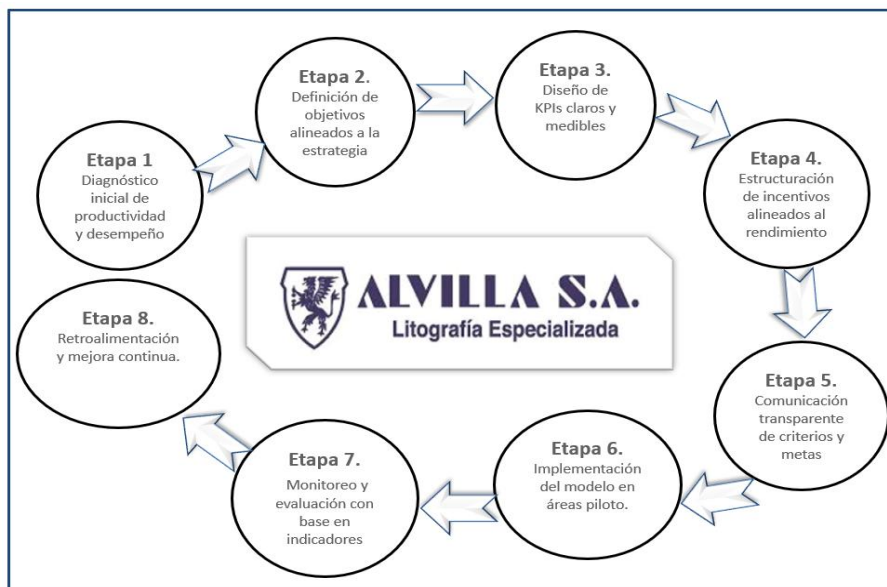 Etapa 1
Diagnóstico
inicial de
productividad
y desempeño
Etapa 2.
Definición de
objetivos
alineados a la
estrategia
Etapa 3.
Diseño de
KPIs claros y
medibles
Etapa 4.
Estructuración
de incentivos
alineados al
rendimiento
Etapa 5.
Comunicación
transparente
de criterios y
metas
Etapa 6.
Implementación
del modelo en
áreas piloto.
Etapa 7.
Monitoreo y
evaluación con
base en
indicadores
Etapa 8.
Retroalimentación
y mejora continua.
ALVILLA S.A.
Litografía Especializada